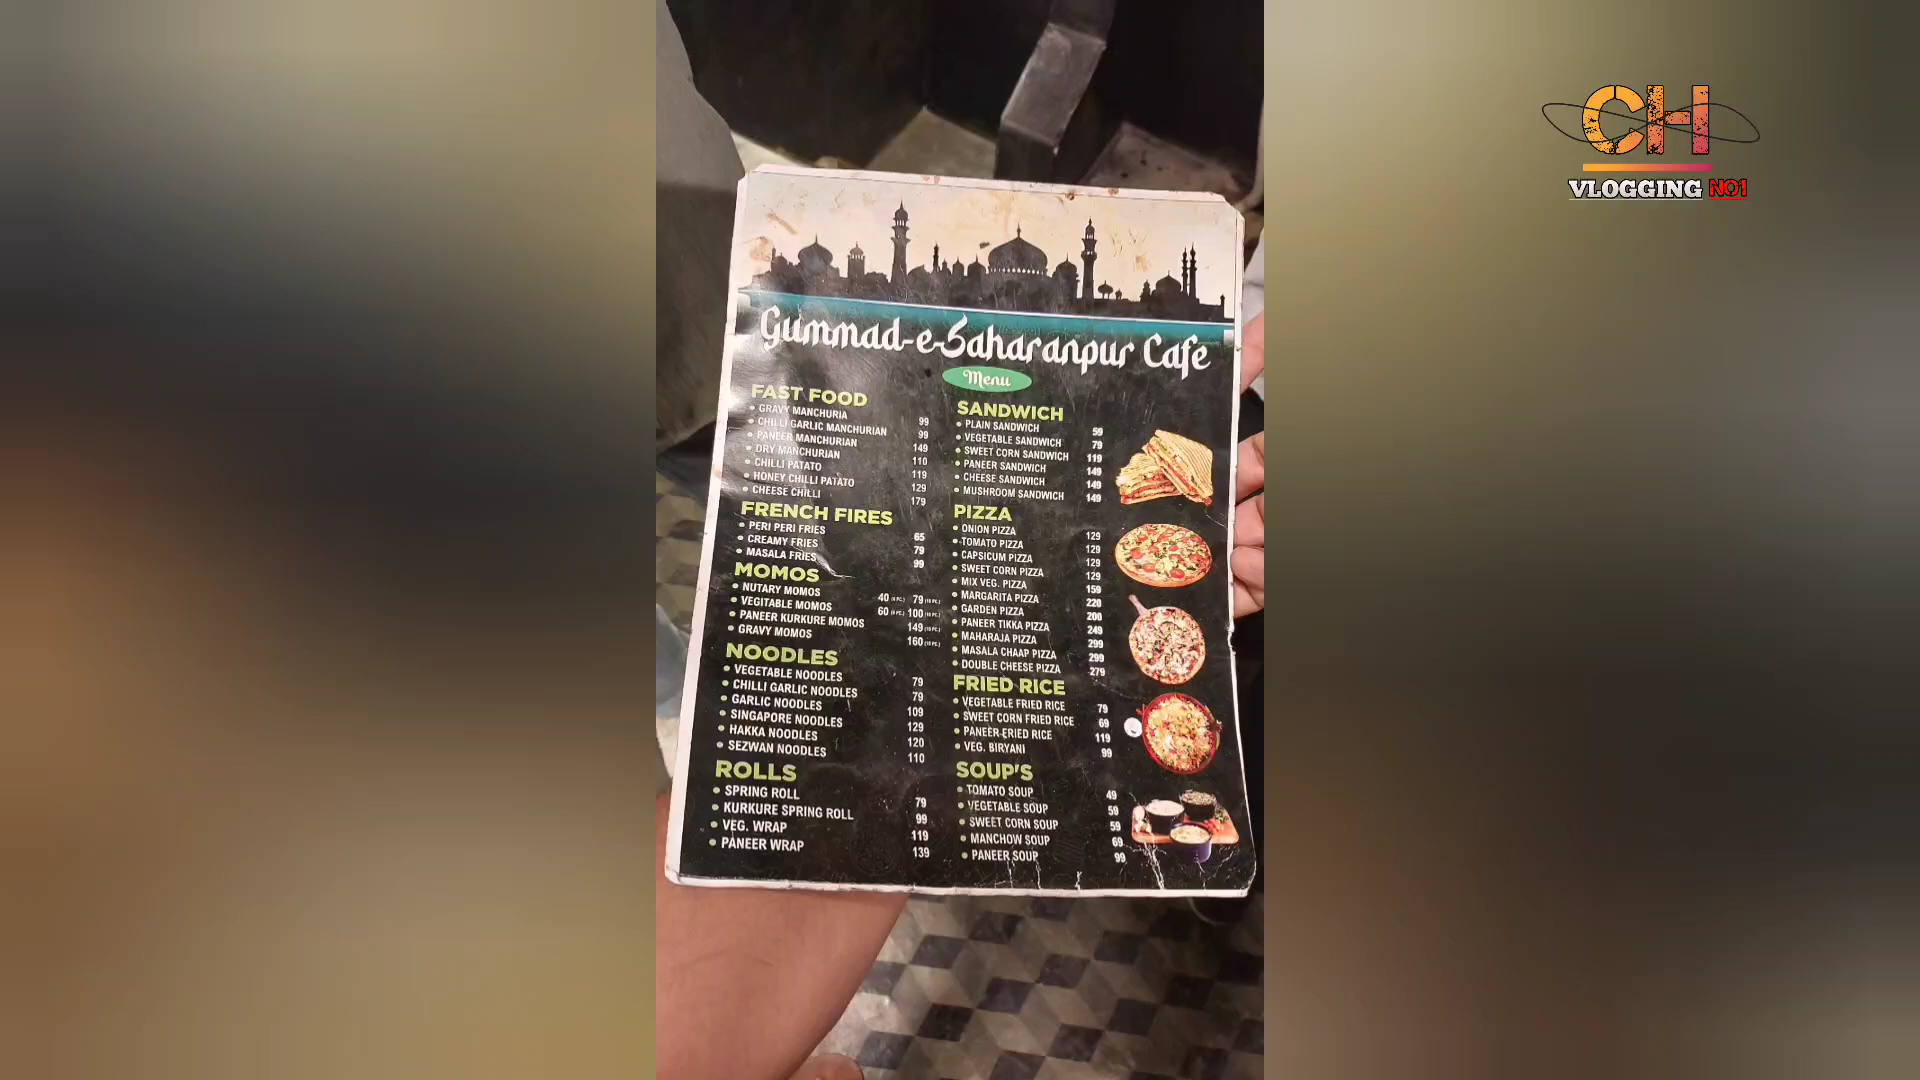 CH
VLOGGING NO1
Gummad-e-Saharanpur Cafe
Menu
FAST FOOD
GRAVY MANCHURIA 99
CHILLI GARLIC MANCHURIAN 99
PANEER MANCHURIAN 149
DRY MANCHURIAN 110
CHILLI PATATO 119
HONEY CHILLI PATATO 129
CHEESE CHILLI 179
FRENCH FIRES
PERI PERI FRIES 65
CREAMY FRIES 79
MASALA FRIES 99
MOMOS
NUTARY MOMOS 40 79
VEGITABLE MOMOS 60 100
PANEER KURKURE MOMOS 149
GRAVY MOMOS 160
NOODLES
VEGETABLE NOODLES 79
CHILLI GARLIC NOODLES 79
GARLIC NOODLES 109
SINGAPORE NOODLES 129
HAKKA NOODLES 120
SEZWAN NOODLES 110
ROLLS
SPRING ROLL 79
KURKURE SPRING ROLL 99
VEG. WRAP 119
PANEER WRAP 139
SANDWICH
PLAIN SANDWICH 59
VEGETABLE SANDWICH 79
SWEET CORN SANDWICH 119
PANEER SANDWICH 149
CHEESE SANDWICH 149
MUSHROOM SANDWICH 149
PIZZA
ONION PIZZA 129
TOMATO PIZZA 129
CAPSICUM PIZZA 129
SWEET CORN PIZZA 129
MIX VEG. PIZZA 159
MARGARITA PIZZA 220
GARDEN PIZZA 200
PANEER TIKKA PIZZA 249
MAHARAJA PIZZA 299
MASALA CHAAP PIZZA 299
DOUBLE CHEESE PIZZA 279
FRIED RICE
VEGETABLE FRIED RICE 79
SWEET CORN FRIED RICE 69
PANEER FRIED RICE 119
VEG. BIRYANI 99
SOUP'S
TOMATO SOUP 49
VEGETABLE SOUP 59
SWEET CORN SOUP 59
MANCHOW SOUP 69
PANEER SOUP 99